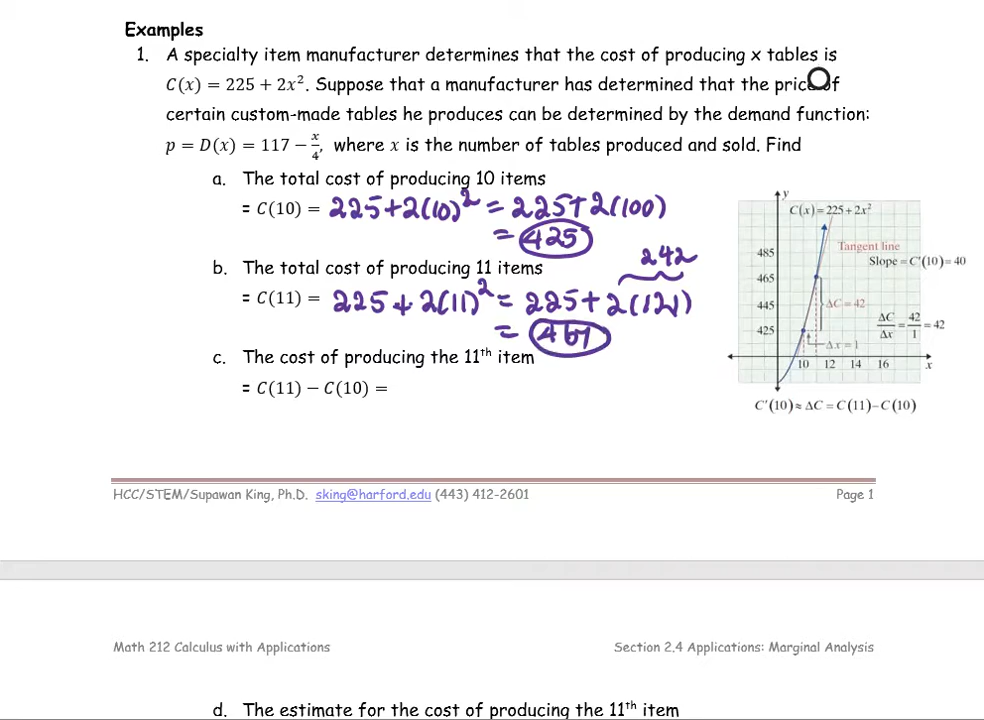 Examples
1. A specialty item manufacturer determines that the cost of producing x tables is
C(x) = 225 + 2x². Suppose that a manufacturer has determined that the price of
certain custom-made tables he produces can be determined by the demand function:
p = D(x) = 117 − x/4, where x is the number of tables produced and sold. Find
a. The total cost of producing 10 items
= C(10) = 225+2(10)² = 225+2(100)
= 425
b. The total cost of producing 11 items
242
= C(11) = 225+2(11)² = 225+2(121)
= 467
c. The cost of producing the 11th item
= C(11) − C(10) =
y
C(x) = 225 + 2x²
Tangent line
Slope = C'(10) = 40
485
465
445
425
ΔC = 42
ΔC/Δx = 42/1 = 42
Δx = 1
10 12 14 16 x
C'(10) ≈ ΔC = C(11) − C(10)
HCC/STEM/Supawan King, Ph.D. sking@harford.edu (443) 412-2601 Page 1
Math 212 Calculus with Applications Section 2.4 Applications: Marginal Analysis
d. The estimate for the cost of producing the 11th item